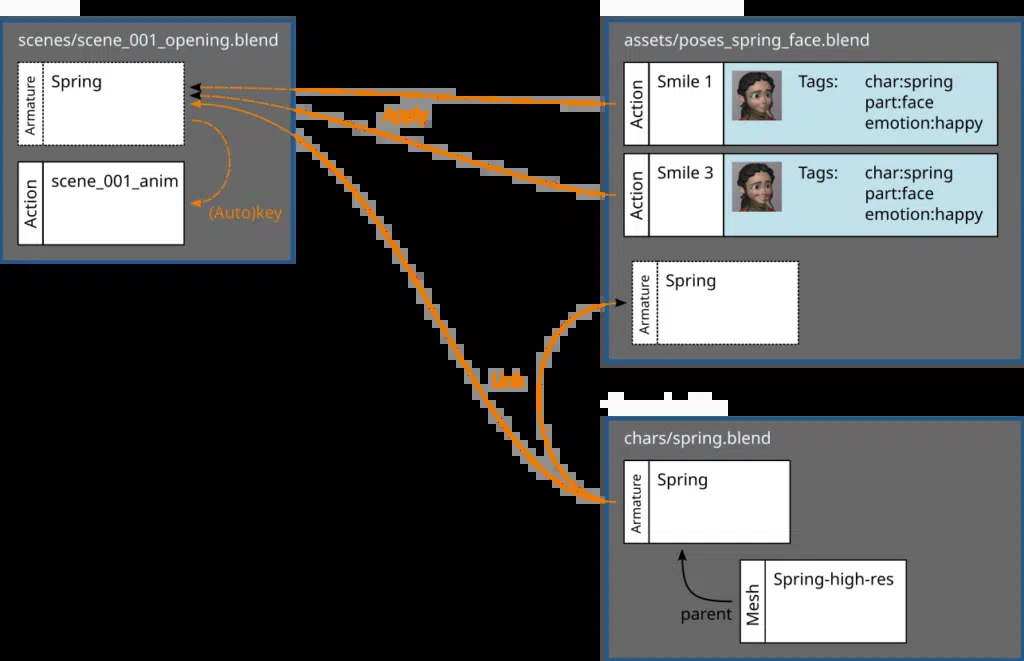 scenes/scene_001_opening.blend
Armature
Spring
Action
scene_001_anim
(Auto)key
Apply
Link
assets/poses_spring_face.blend
Action
Smile 1
Tags: char:spring
part:face
emotion:happy
Action
Smile 3
Tags: char:spring
part:face
emotion:happy
Armature
Spring
chars/spring.blend
Armature
Spring
parent
Mesh
Spring-high-res